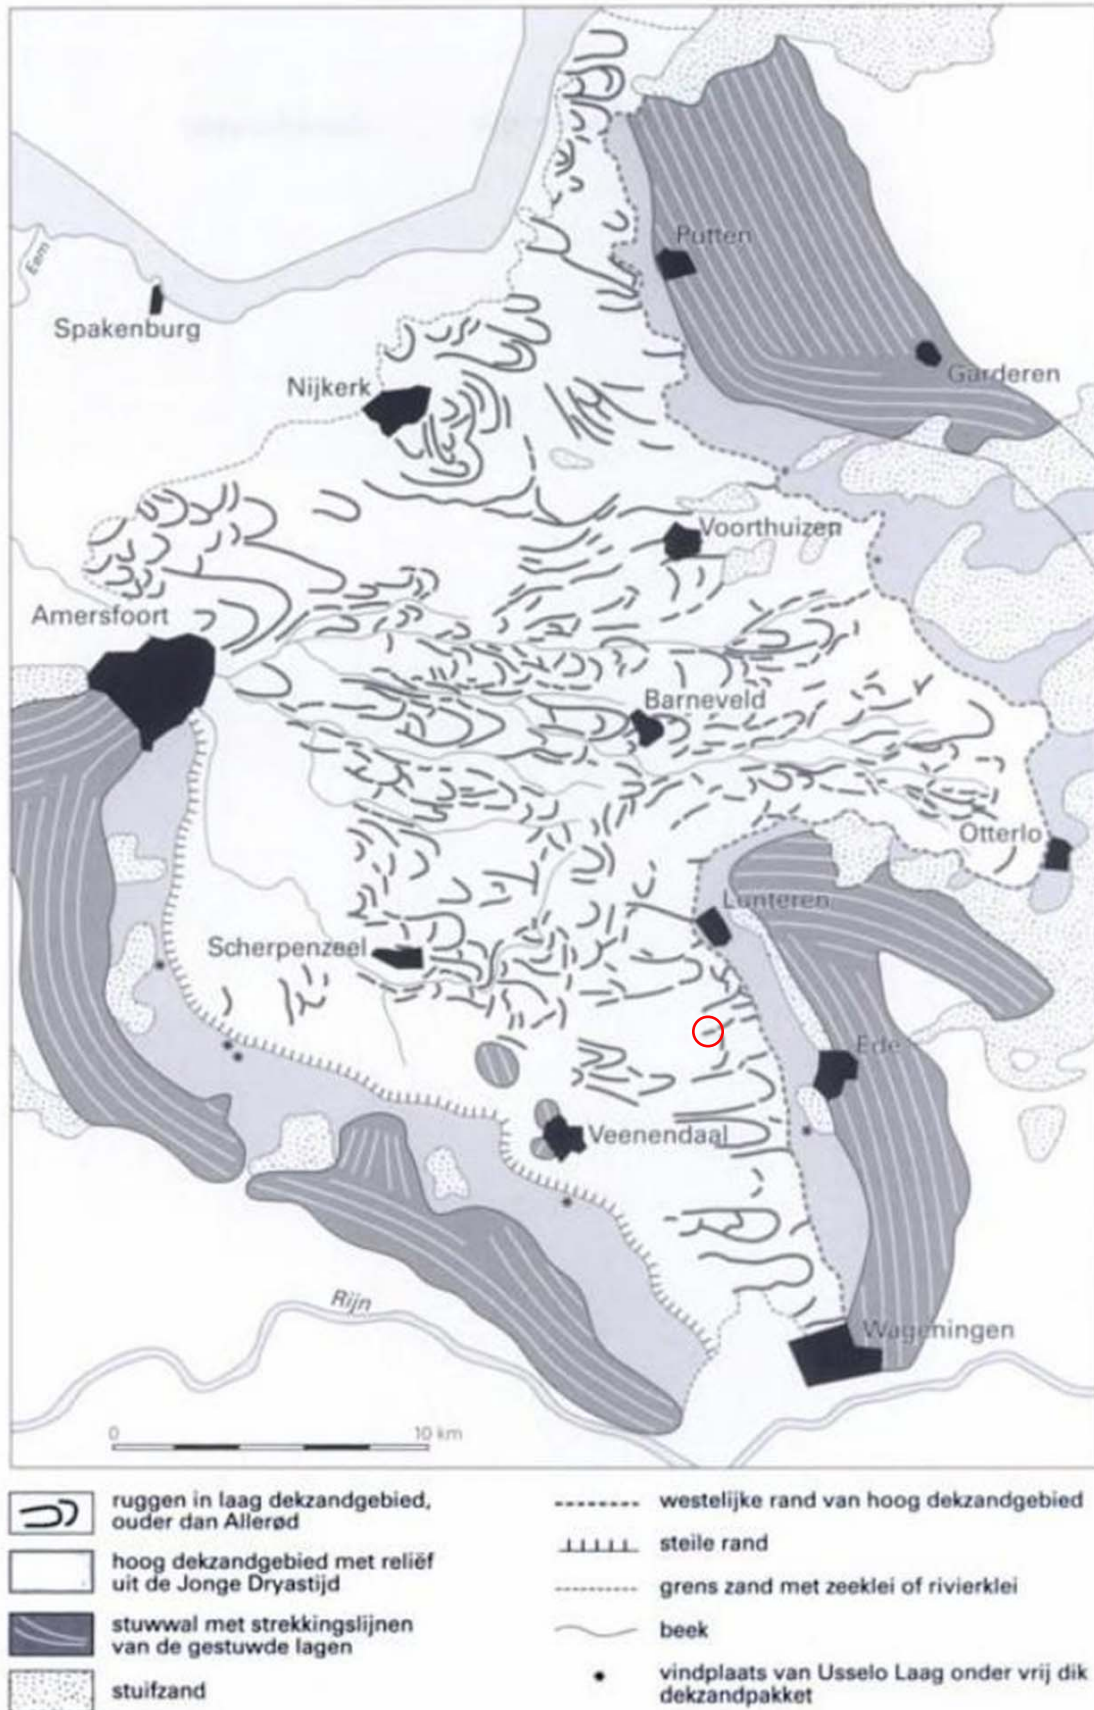 Putten
Eem
Spakenburg
Garderen
Nijkerk
Voorthuizen
Amersfoort
Barneveld
Otterlo
Lunteren
Scherpenzeel
Ede
Veenendaal
Rijn
Wageningen
0
10 km
ruggen in laag dekzandgebied,
ouder dan Allerød
hoog dekzandgebied met reliëf
uit de Jonge Dryastijd
stuwwal met strekkingslijnen
van de gestuwde lagen
stuifzand
westelijke rand van hoog dekzandgebied
steile rand
grens zand met zeeklei of rivierklei
beek
vindplaats van Usselo Laag onder vrij dik
dekzandpakket